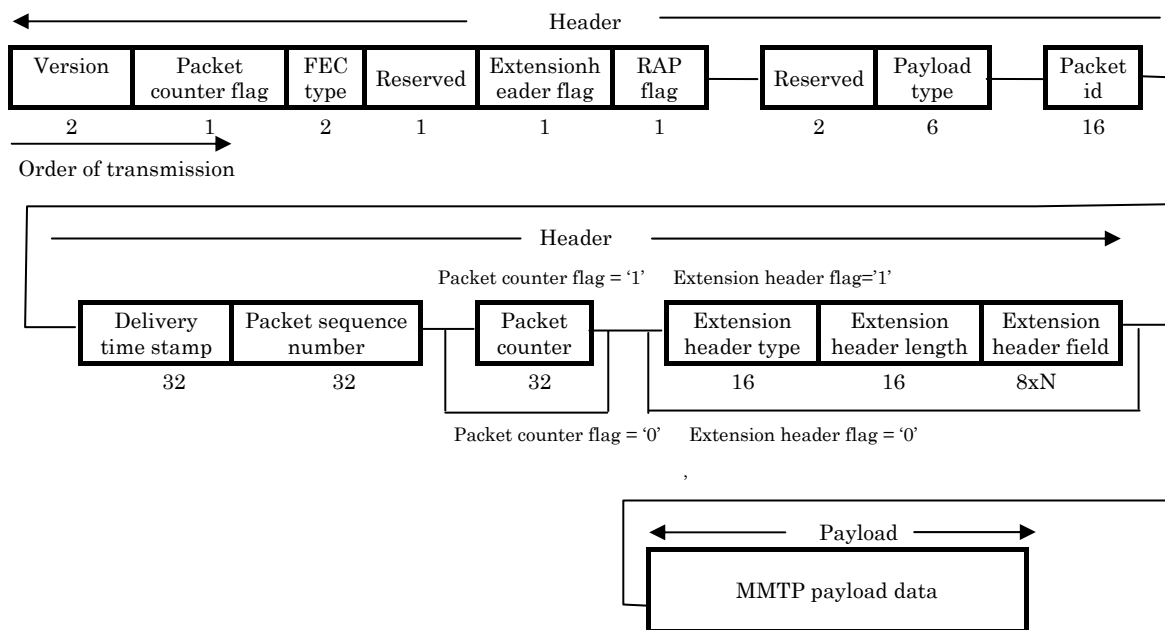 Header
Version
Packet
counter flag
FEC
type
Reserved
Extensionh
eader flag
RAP
flag
Reserved
Payload
type
Packet
id
2
1
2
1
1
1
2
6
16
Order of transmission
Header
Packet counter flag = ‘1’
Extension header flag=’1’
Delivery
time stamp
Packet sequence
number
Packet
counter
Extension
header type
Extension
header length
Extension
header field
32
32
32
16
16
8xN
Packet counter flag = ‘0’
Extension header flag = ‘0’
,
Payload
MMTP payload data